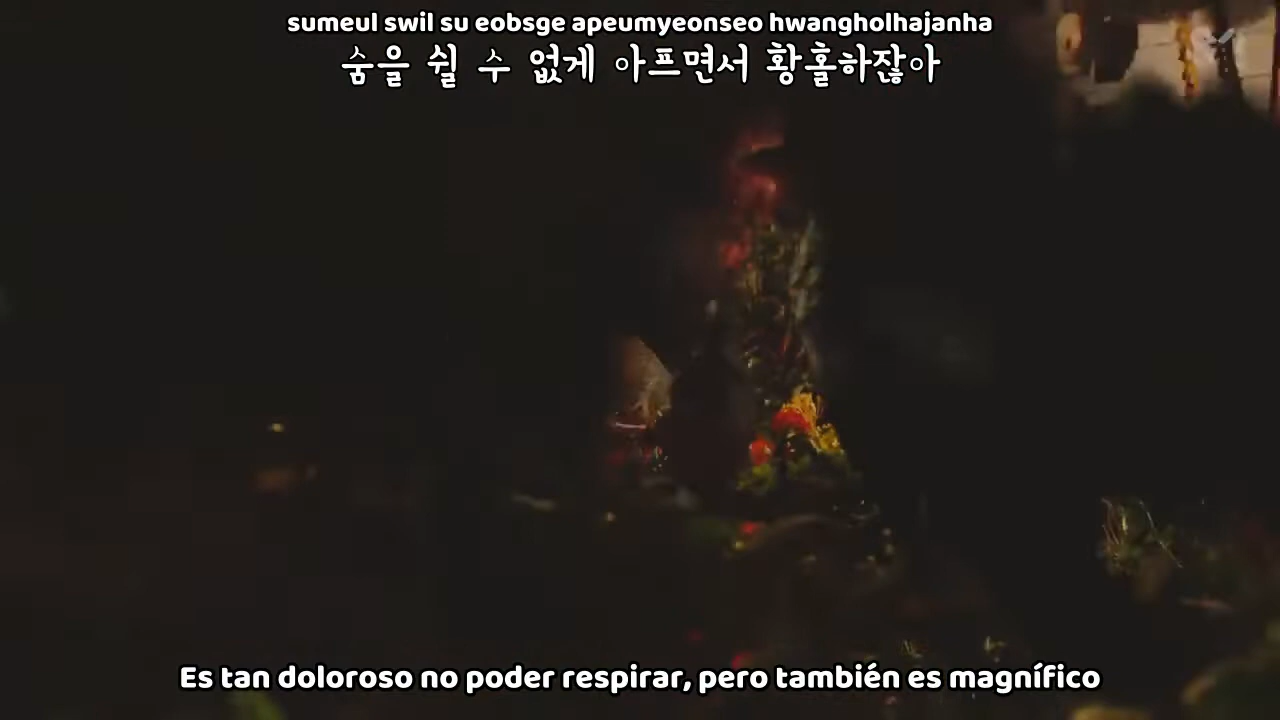 sumeul swil su eobsge apeumyeonseo hwangholhajanha
숨을 쉴 수 없게 아프면서 황홀하잖아
Es tan doloroso no poder respirar, pero también es magnífico